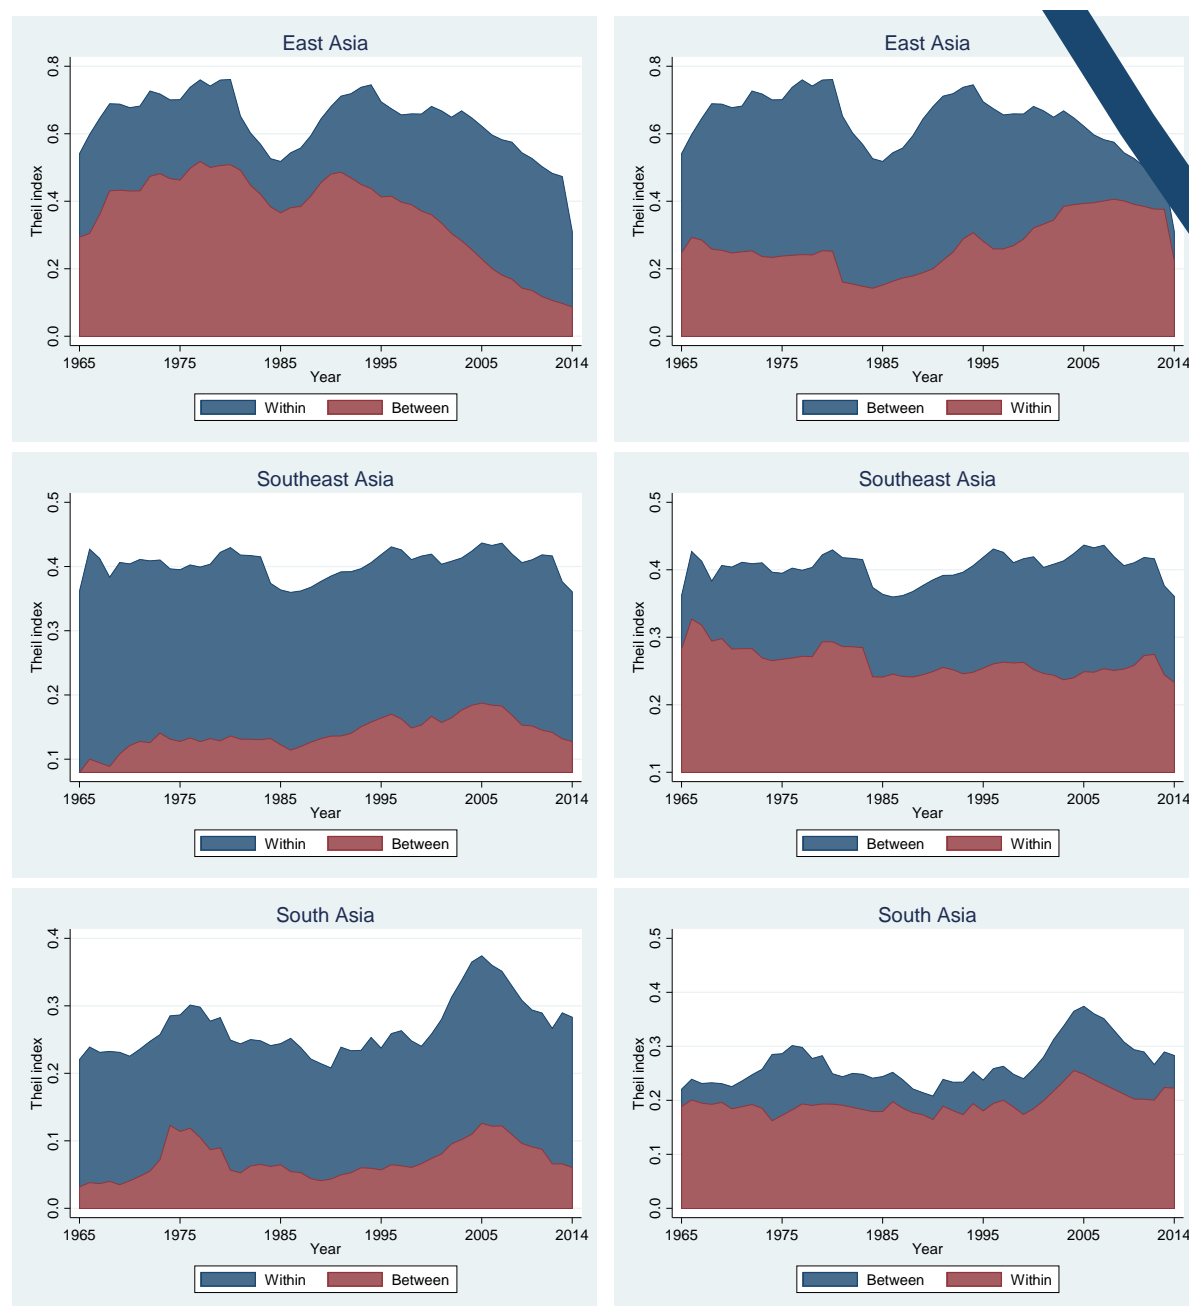 East Asia
Theil index
0.8
0.6
0.4
0.2
0.0
1965 1975 1985 1995 2005 2014
Year
Within Between
East Asia
Theil index
0.8
0.6
0.4
0.2
0.0
1965 1975 1985 1995 2005 2014
Year
Between Within
Southeast Asia
Theil index
0.5
0.4
0.3
0.2
0.1
1965 1975 1985 1995 2005 2014
Year
Within Between
Southeast Asia
Theil index
0.5
0.4
0.3
0.2
0.1
1965 1975 1985 1995 2005 2014
Year
Between Within
South Asia
Theil index
0.4
0.3
0.2
0.1
0.0
1965 1975 1985 1995 2005 2014
Year
Within Between
South Asia
Theil index
0.5
0.4
0.3
0.2
0.1
0.0
1965 1975 1985 1995 2005 2014
Year
Between Within